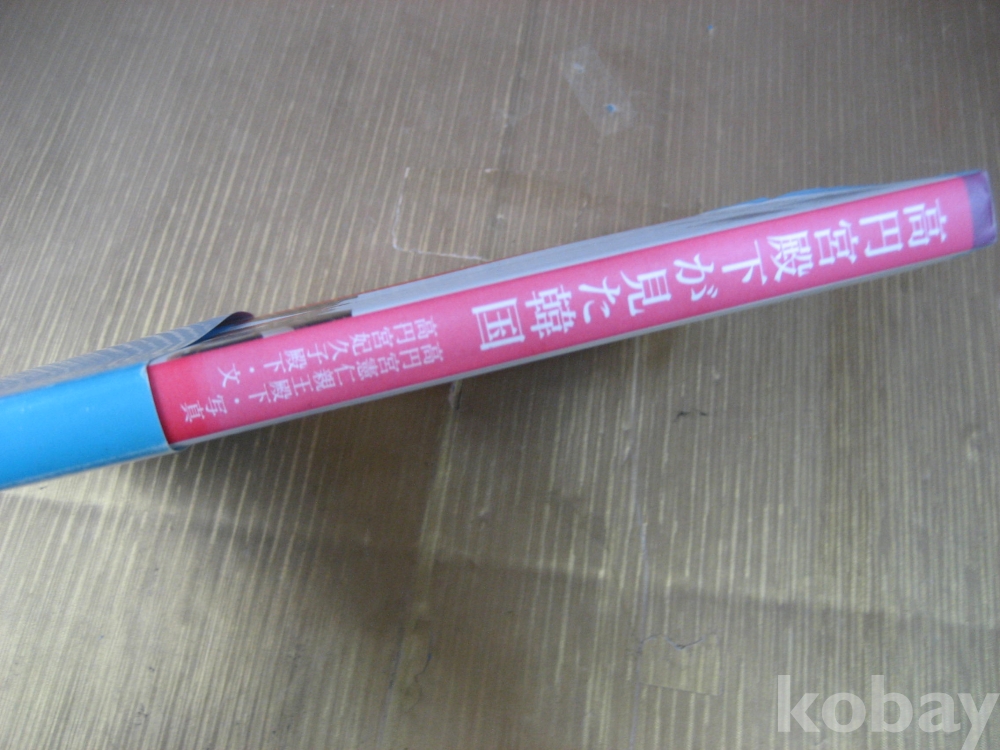 高円宮殿下が見た韓国
高円宮憲仁親王殿下・写真
高円宮妃久子殿下・文
kobay